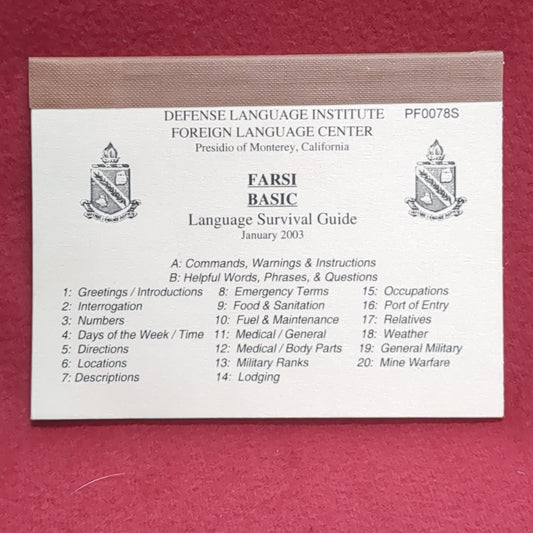 DEFENSE LANGUAGE INSTITUTE PF0078S
FOREIGN LANGUAGE CENTER
Presidio of Monterey, California
FARSI
BASIC
Language Survival Guide
January 2003
A: Commands, Warnings & Instructions
B: Helpful Words, Phrases, & Questions
1: Greetings / Introductions 8: Emergency Terms 15: Occupations
2: Interrogation 9: Food & Sanitation 16: Port of Entry
3: Numbers 10: Fuel & Maintenance 17: Relatives
4: Days of the Week / Time 11: Medical / General 18: Weather
5: Directions 12: Medical / Body Parts 19: General Military
6: Locations 13: Military Ranks 20: Mine Warfare
7: Descriptions 14: Lodging